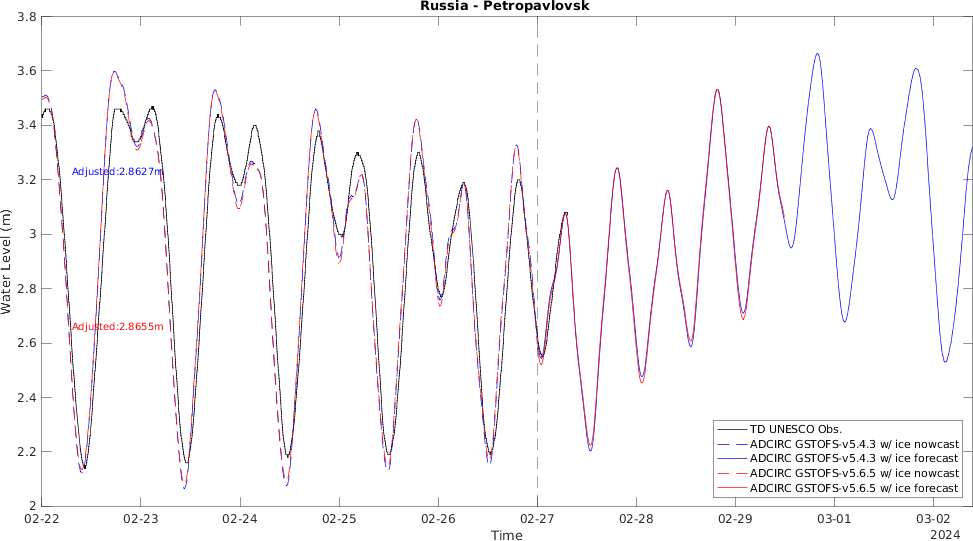 Russia - Petropavlovsk
3.8
3.6
3.4
3.2
3
2.8
2.6
2.4
2.2
2
Water Level (m)
Adjusted:2.8627m
Adjusted:2.8655m
TD UNESCO Obs.
ADCIRC GSTOFS-v5.4.3 w/ ice nowcast
ADCIRC GSTOFS-v5.4.3 w/ ice forecast
ADCIRC GSTOFS-v5.6.5 w/ ice nowcast
ADCIRC GSTOFS-v5.6.5 w/ ice forecast
02-22 02-23 02-24 02-25 02-26 02-27 02-28 02-29 03-01 03-02
Time
2024